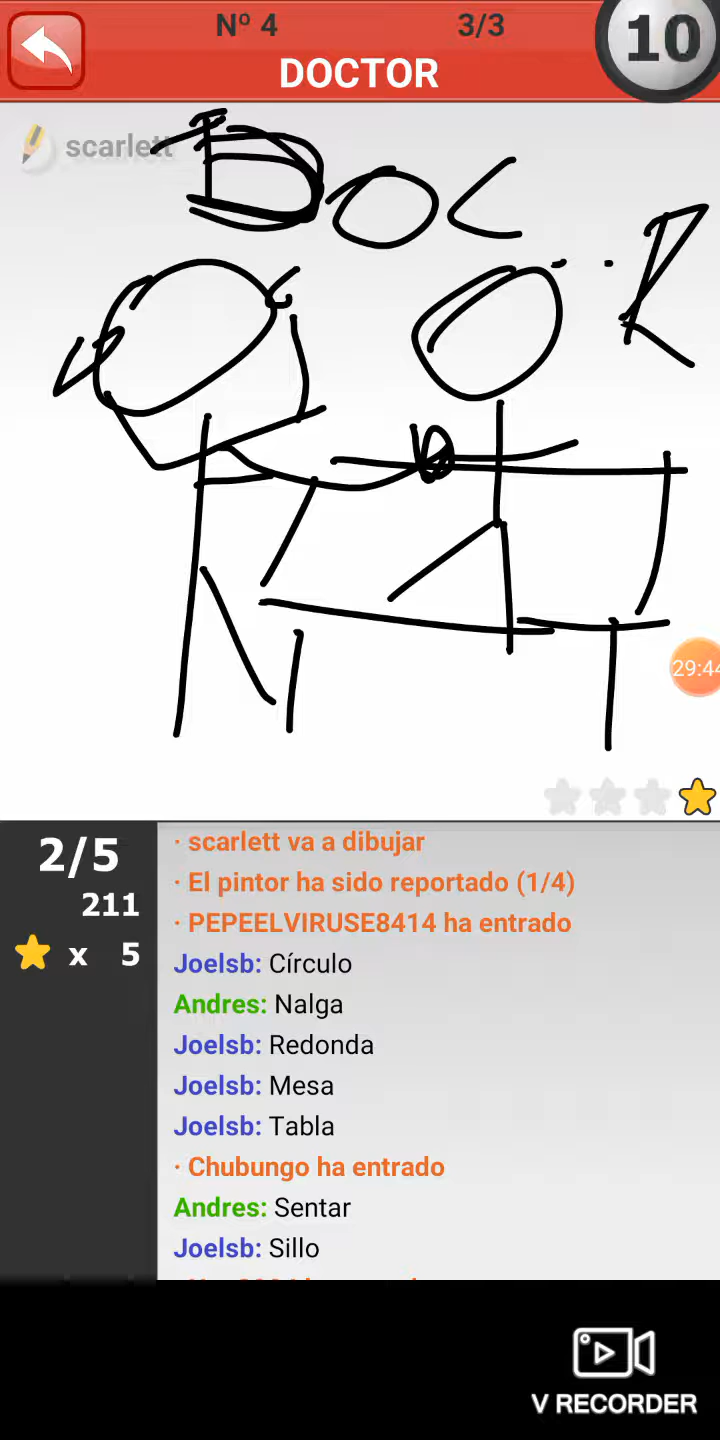 Nº 4 3/3 10
DOCTOR
scarlett
DOC
R
29:44
2/5
211
x 5
· scarlett va a dibujar
· El pintor ha sido reportado (1/4)
· PEPEELVIRUSE8414 ha entrado
Joelsb: Círculo
Andres: Nalga
Joelsb: Redonda
Joelsb: Mesa
Joelsb: Tabla
· Chubungo ha entrado
Andres: Sentar
Joelsb: Sillo
V RECORDER